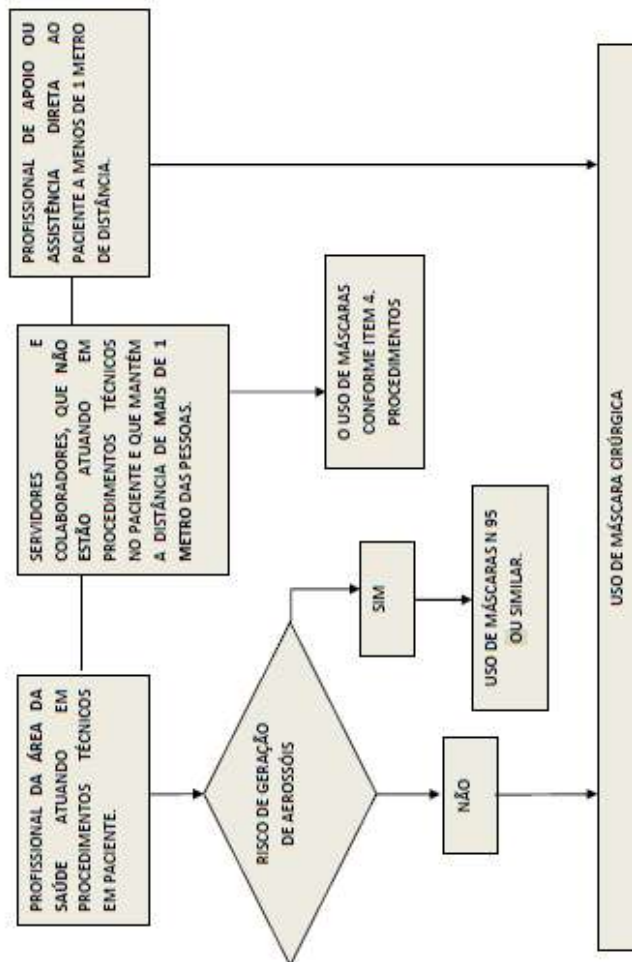 PROFISSIONAL DA ÁREA DA
SAÚDE ATUANDO EM
PROCEDIMENTOS TÉCNICOS
EM PACIENTE.
SERVIDORES E
COLABORADORES, QUE NÃO
ESTÃO ATUANDO EM
PROCEDIMENTOS TÉCNICOS
NO PACIENTE E QUE MANTÉM
A DISTÂNCIA DE MAIS DE 1
METRO DAS PESSOAS.
PROFISSIONAL DE APOIO OU
ASSISTÊNCIA DIRETA AO
PACIENTE A MENOS DE 1 METRO
DE DISTÂNCIA.
RISCO DE GERAÇÃO
DE AEROSSÓIS
SIM
O USO DE MÁSCARAS
CONFORME ITEM 4.
PROCEDIMENTOS
NÃO
USO DE MÁSCARAS N 95
OU SIMILAR.
USO DE MÁSCARA CIRÚRGICA